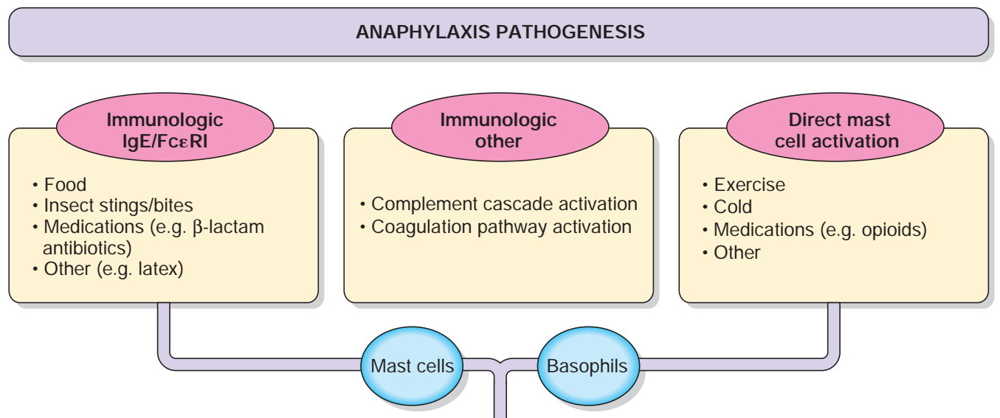 ANAPHYLAXIS PATHOGENESIS
Immunologic
IgE/FcεRI
• Food
• Insect stings/bites
• Medications (e.g. β-lactam
antibiotics)
• Other (e.g. latex)
Immunologic
other
• Complement cascade activation
• Coagulation pathway activation
Direct mast
cell activation
• Exercise
• Cold
• Medications (e.g. opioids)
• Other
Mast cells
Basophils